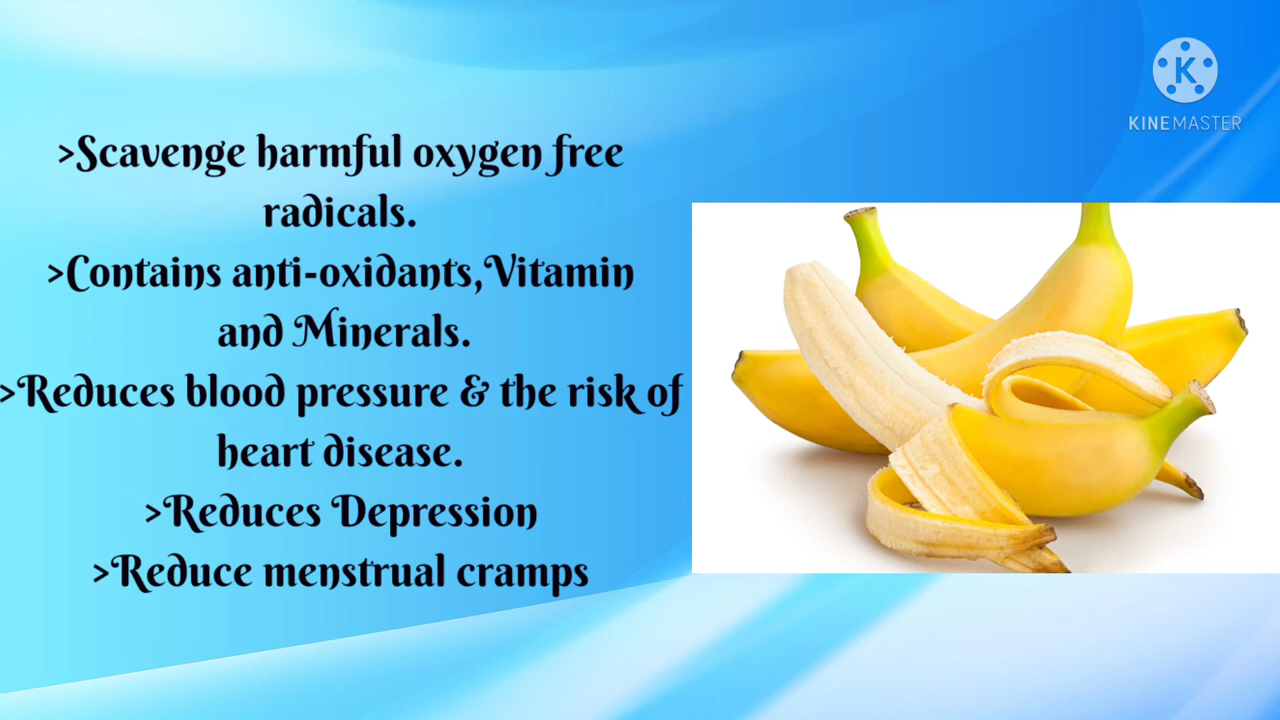 >Scavenge harmful oxygen free
radicals.
>Contains anti-oxidants,Vitamin
and Minerals.
>Reduces blood pressure & the risk of
heart disease.
>Reduces Depression
>Reduce menstrual cramps
K
KINEMASTER